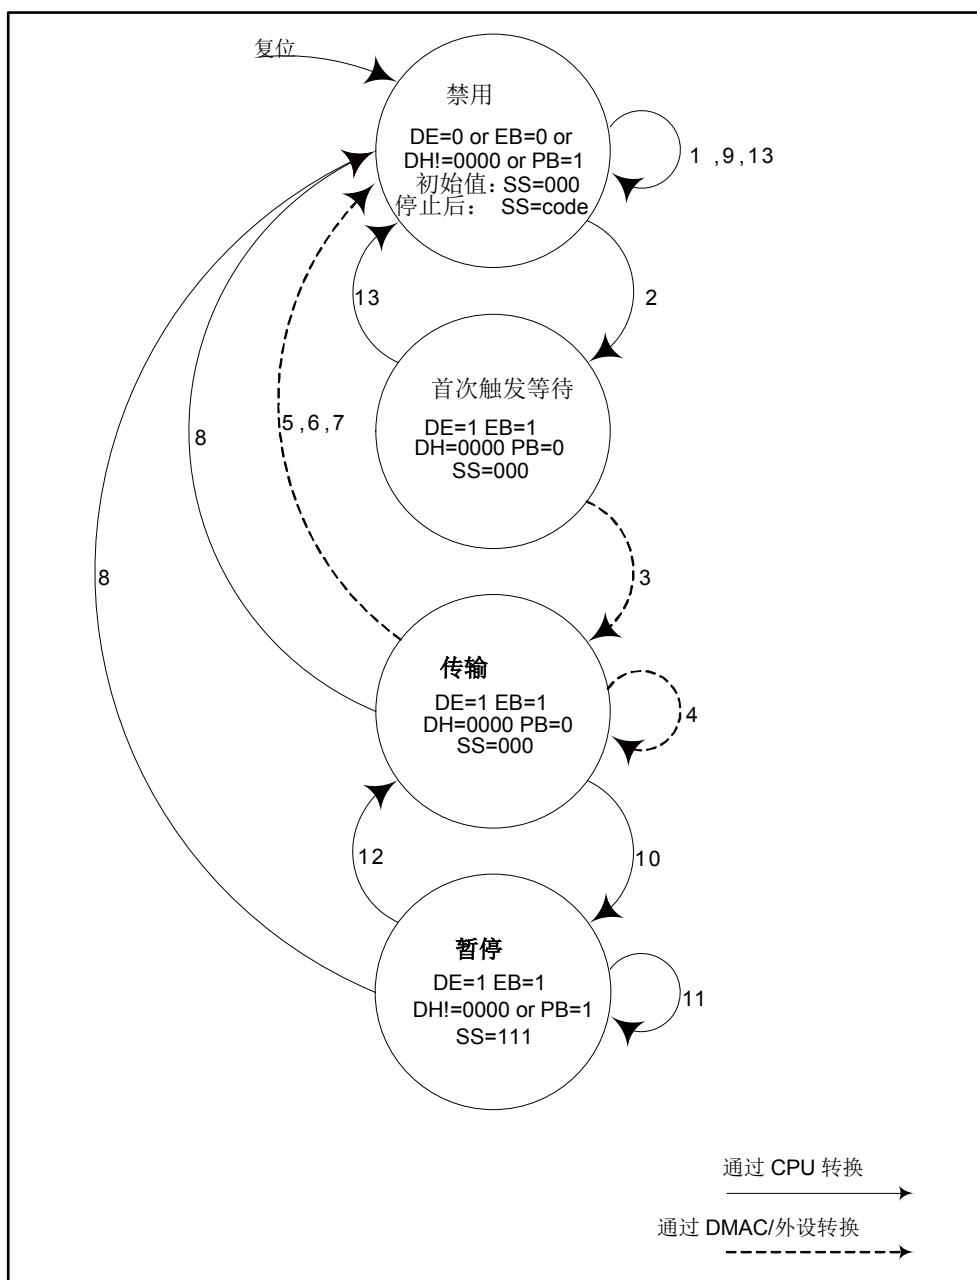 复位
禁用
DE=0 or EB=0 or
DH!=0000 or PB=1
初始值: SS=000
停止后: SS=code
1 ,9,13
13
2
首次触发等待
DE=1 EB=1
DH=0000 PB=0
SS=000
5,6,7
8
8
3
传输
DE=1 EB=1
DH=0000 PB=0
SS=000
4
12
10
暂停
DE=1 EB=1
DH!=0000 or PB=1
SS=111
11
通过 CPU 转换
通过 DMAC/外设转换